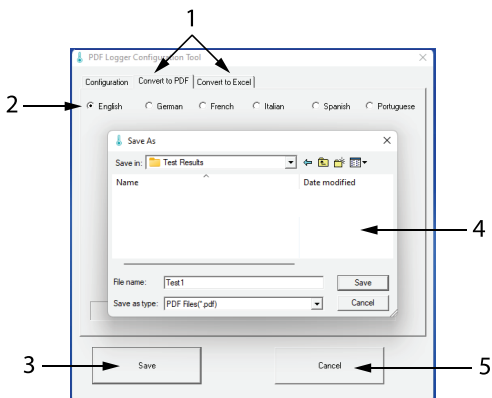 1
PDF Logger Configuration Tool
Configuration Convert to PDF Convert to Excel
2
English German French Italian Spanish Portuguese
Save As
Save in: Test Results
Name Date modified
4
File name: Test1 Save
Save as type: PDF Files(*.pdf) Cancel
3
Save Cancel
5